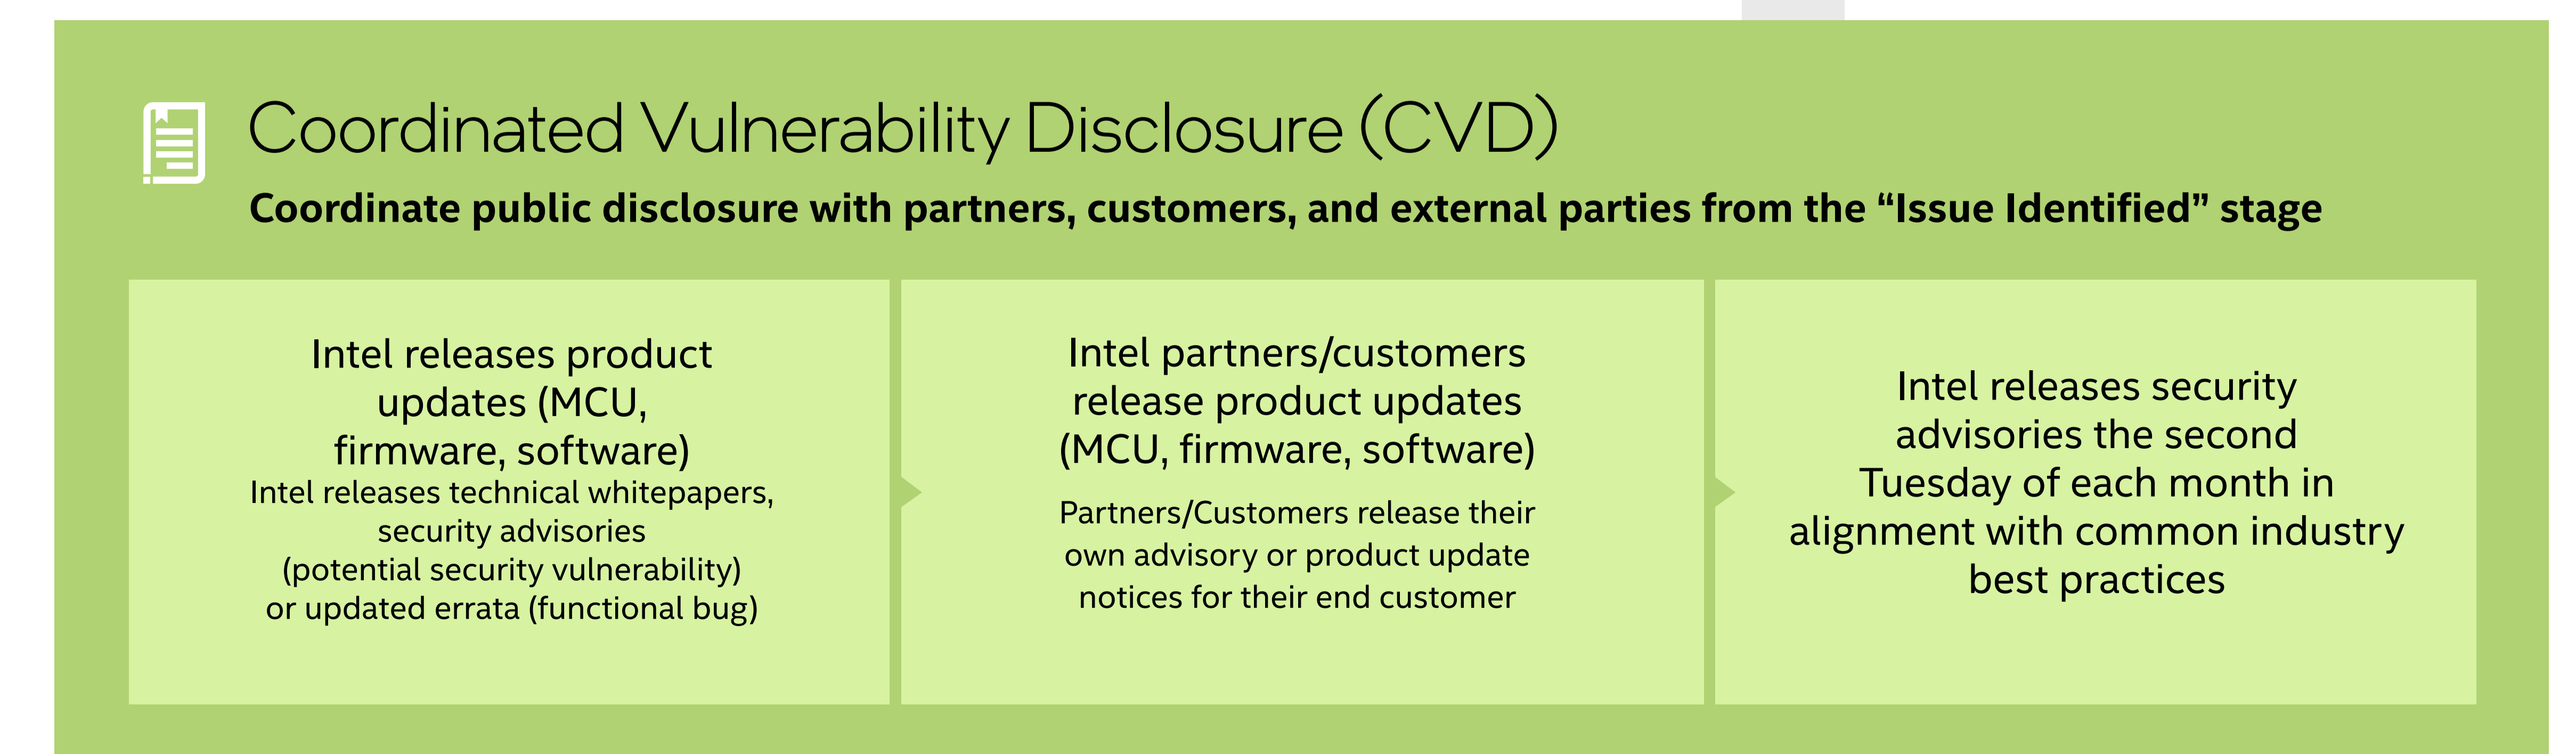 Coordinated Vulnerability Disclosure (CVD)
Coordinate public disclosure with partners, customers, and external parties from the “Issue Identified” stage
Intel releases product
updates (MCU,
firmware, software)
Intel releases technical whitepapers,
security advisories
(potential security vulnerability)
or updated errata (functional bug)
Intel partners/customers
release product updates
(MCU, firmware, software)
Partners/Customers release their
own advisory or product update
notices for their end customer
Intel releases security
advisories the second
Tuesday of each month in
alignment with common industry
best practices